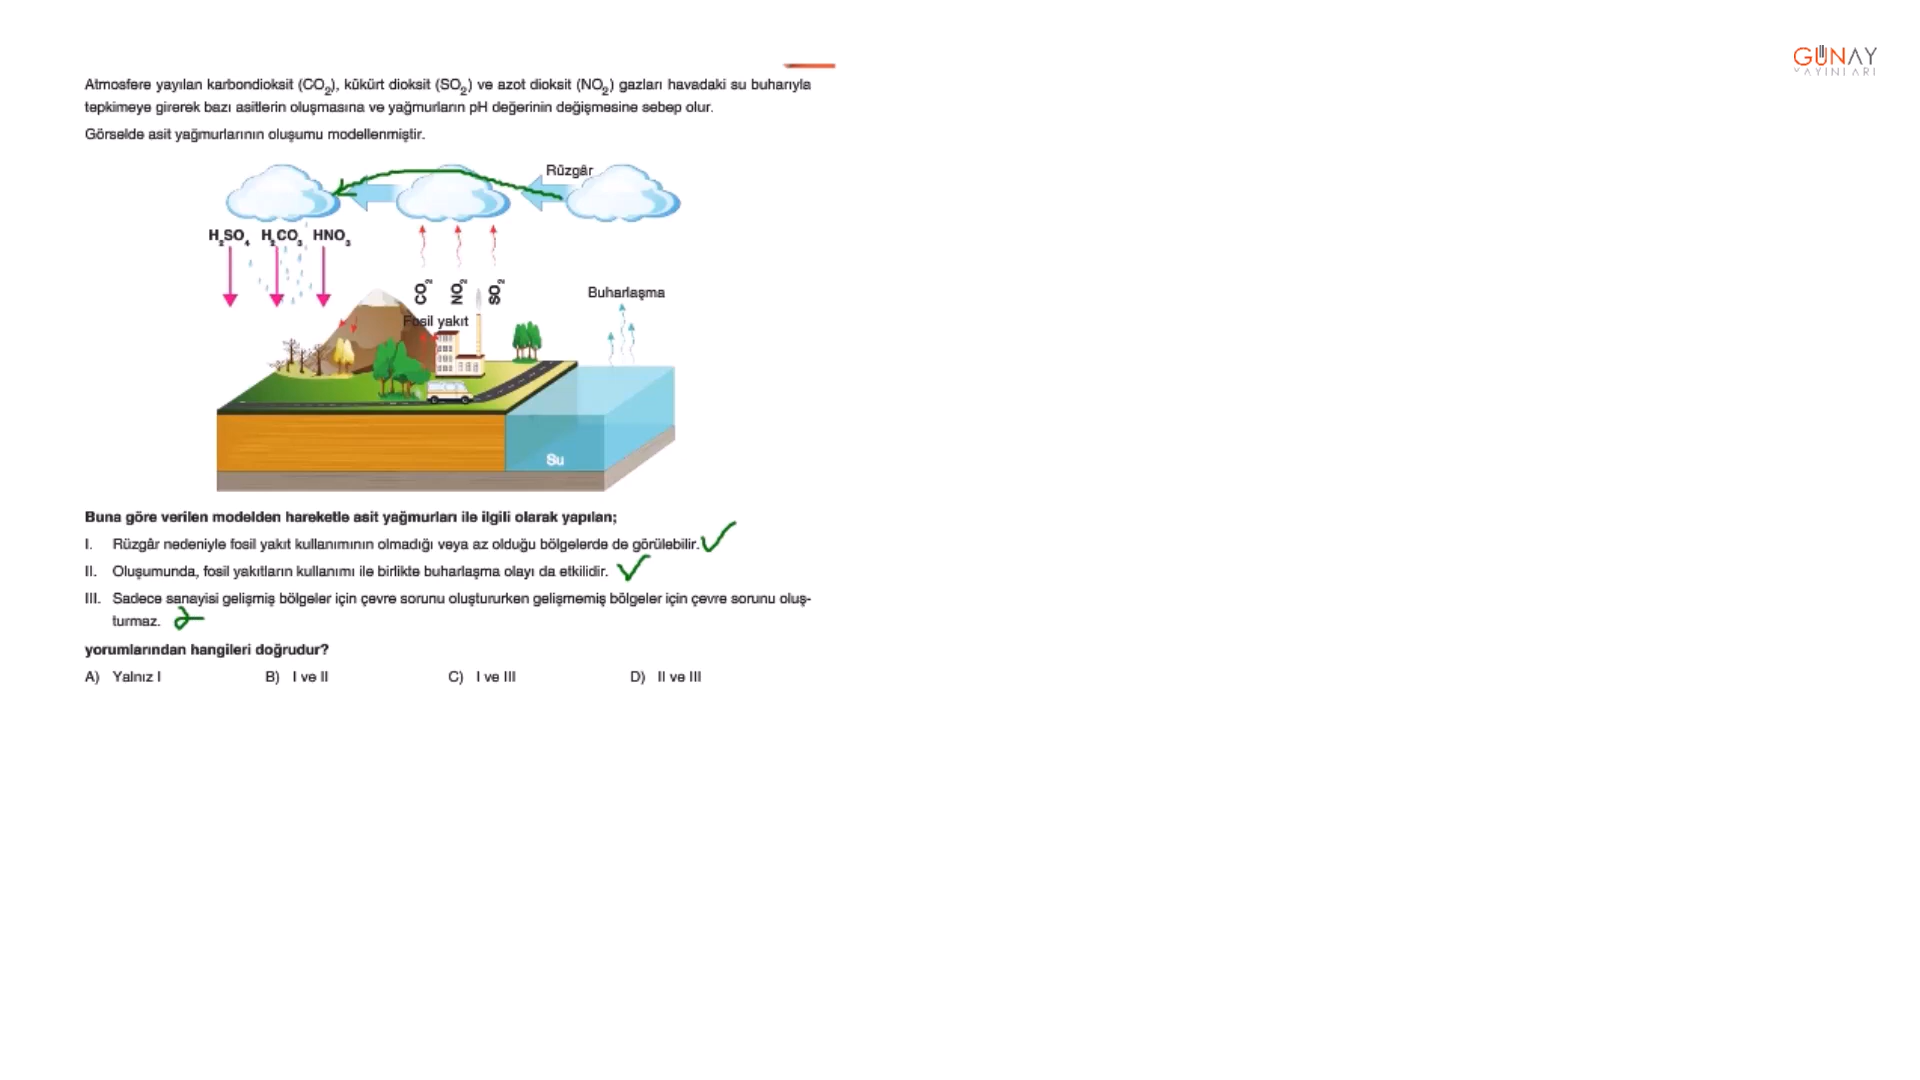 GÜNAY
YAYINLARI
Atmosfere yayılan karbondioksit (CO₂), kükürt dioksit (SO₂) ve azot dioksit (NO₂) gazları havadaki su buharıyla
tepkimeye girerek bazı asitlerin oluşmasına ve yağmurların pH değerinin değişmesine sebep olur.
Görselde asit yağmurlarının oluşumu modellenmiştir.
Rüzgâr
H₂SO₄ H₂CO₃ HNO₃
CO₂ NO₂ SO₂
Buharlaşma
Fosil yakıt
Su
Buna göre verilen modelden hareketle asit yağmurları ile ilgili olarak yapılan;
I. Rüzgâr nedeniyle fosil yakıt kullanımının olmadığı veya az olduğu bölgelerde de görülebilir.
II. Oluşumunda, fosil yakıtların kullanımı ile birlikte buharlaşma olayı da etkilidir.
III. Sadece sanayisi gelişmiş bölgeler için çevre sorunu oluştururken gelişmemiş bölgeler için çevre sorunu oluş-
turmaz.
yorumlarından hangileri doğrudur?
A) Yalnız I B) I ve II C) I ve III D) II ve III